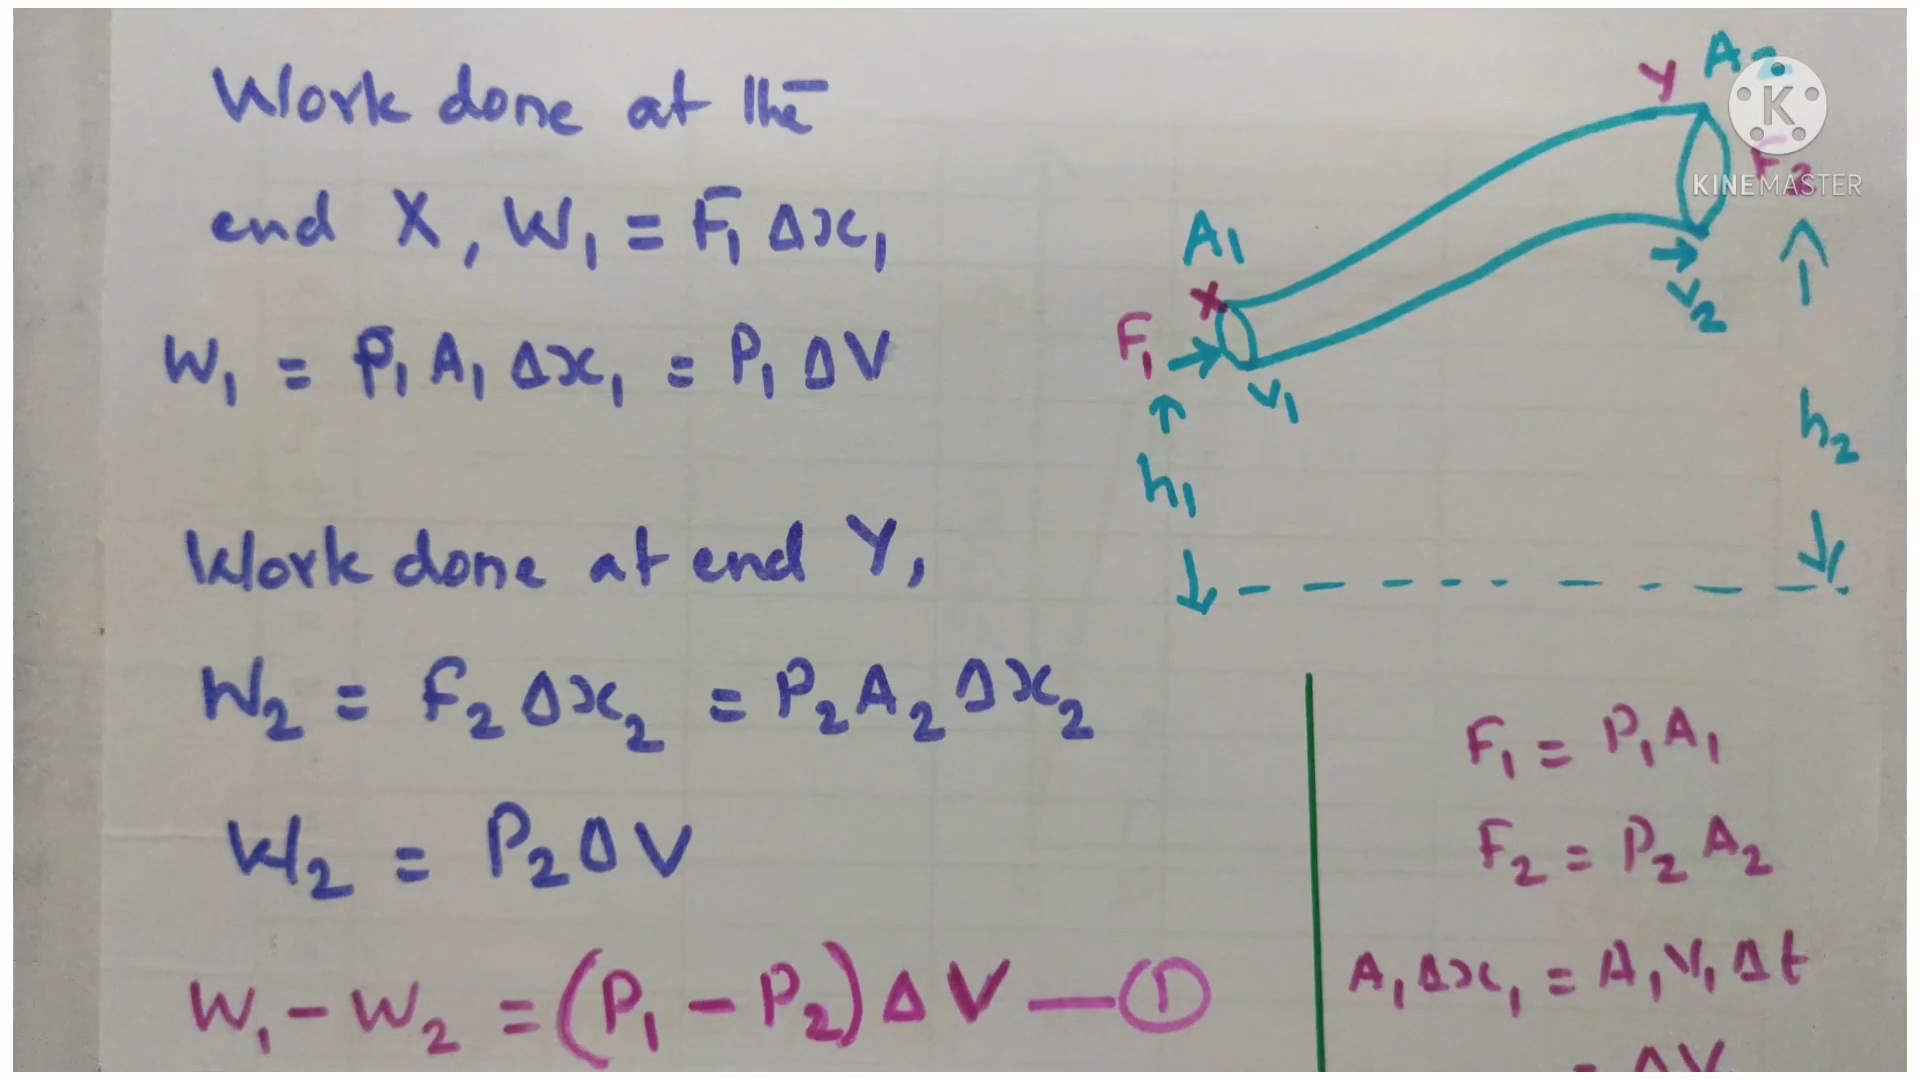 Work done at the
end X, W₁ = F₁ Δx₁
W₁ = P₁ A₁ Δx₁ = P₁ ΔV
Work done at end Y,
W₂ = F₂ Δx₂ = P₂ A₂ Δx₂
W₂ = P₂ ΔV
W₁ - W₂ = (P₁ - P₂) ΔV — ①
Y A₂
K
F₂
KINEMASTER
A₁
X
F₁
V₁
V₂
h₁
h₂
F₁ = P₁ A₁
F₂ = P₂ A₂
A₁ Δx₁ = A₁ V₁ Δt
= ΔV